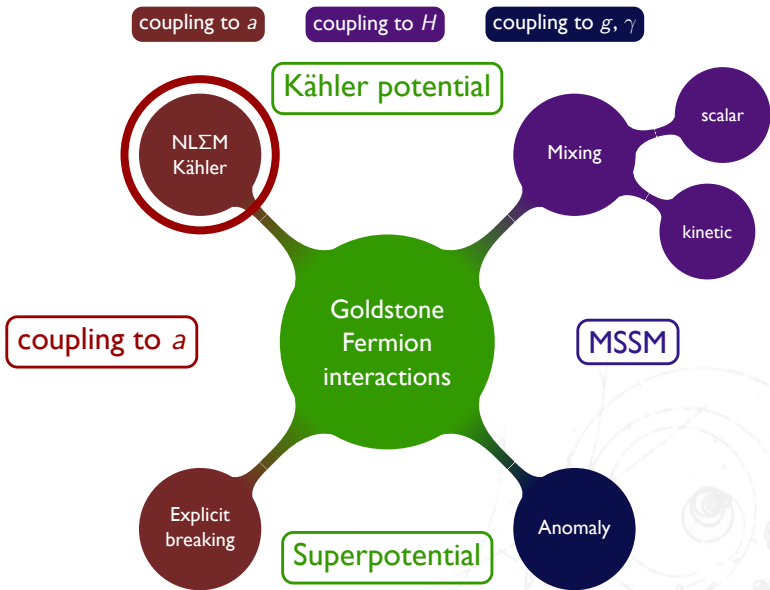 coupling to a
coupling to H
coupling to g, γ
Kähler potential
NLΣM
Kähler
Mixing
scalar
kinetic
Goldstone
Fermion
interactions
coupling to a
MSSM
Explicit
breaking
Superpotential
Anomaly